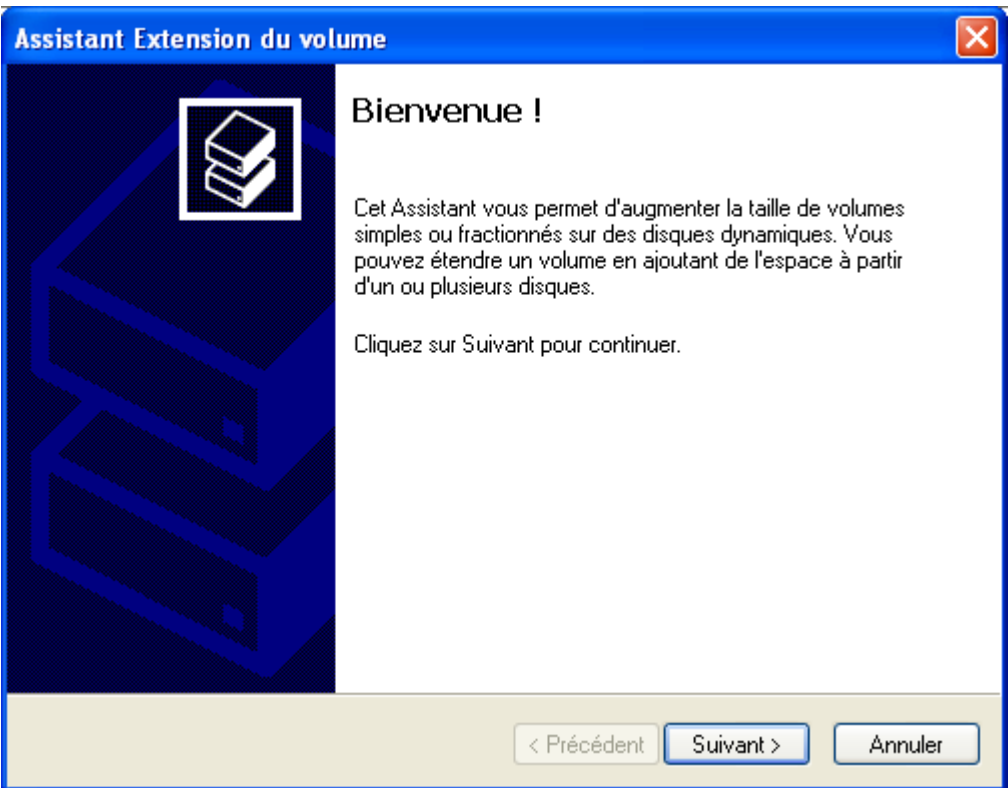 Assistant Extension du volume
Bienvenue !
Cet Assistant vous permet d'augmenter la taille de volumes
simples ou fractionnés sur des disques dynamiques. Vous
pouvez étendre un volume en ajoutant de l'espace à partir
d'un ou plusieurs disques.
Cliquez sur Suivant pour continuer.
< Précédent Suivant > Annuler